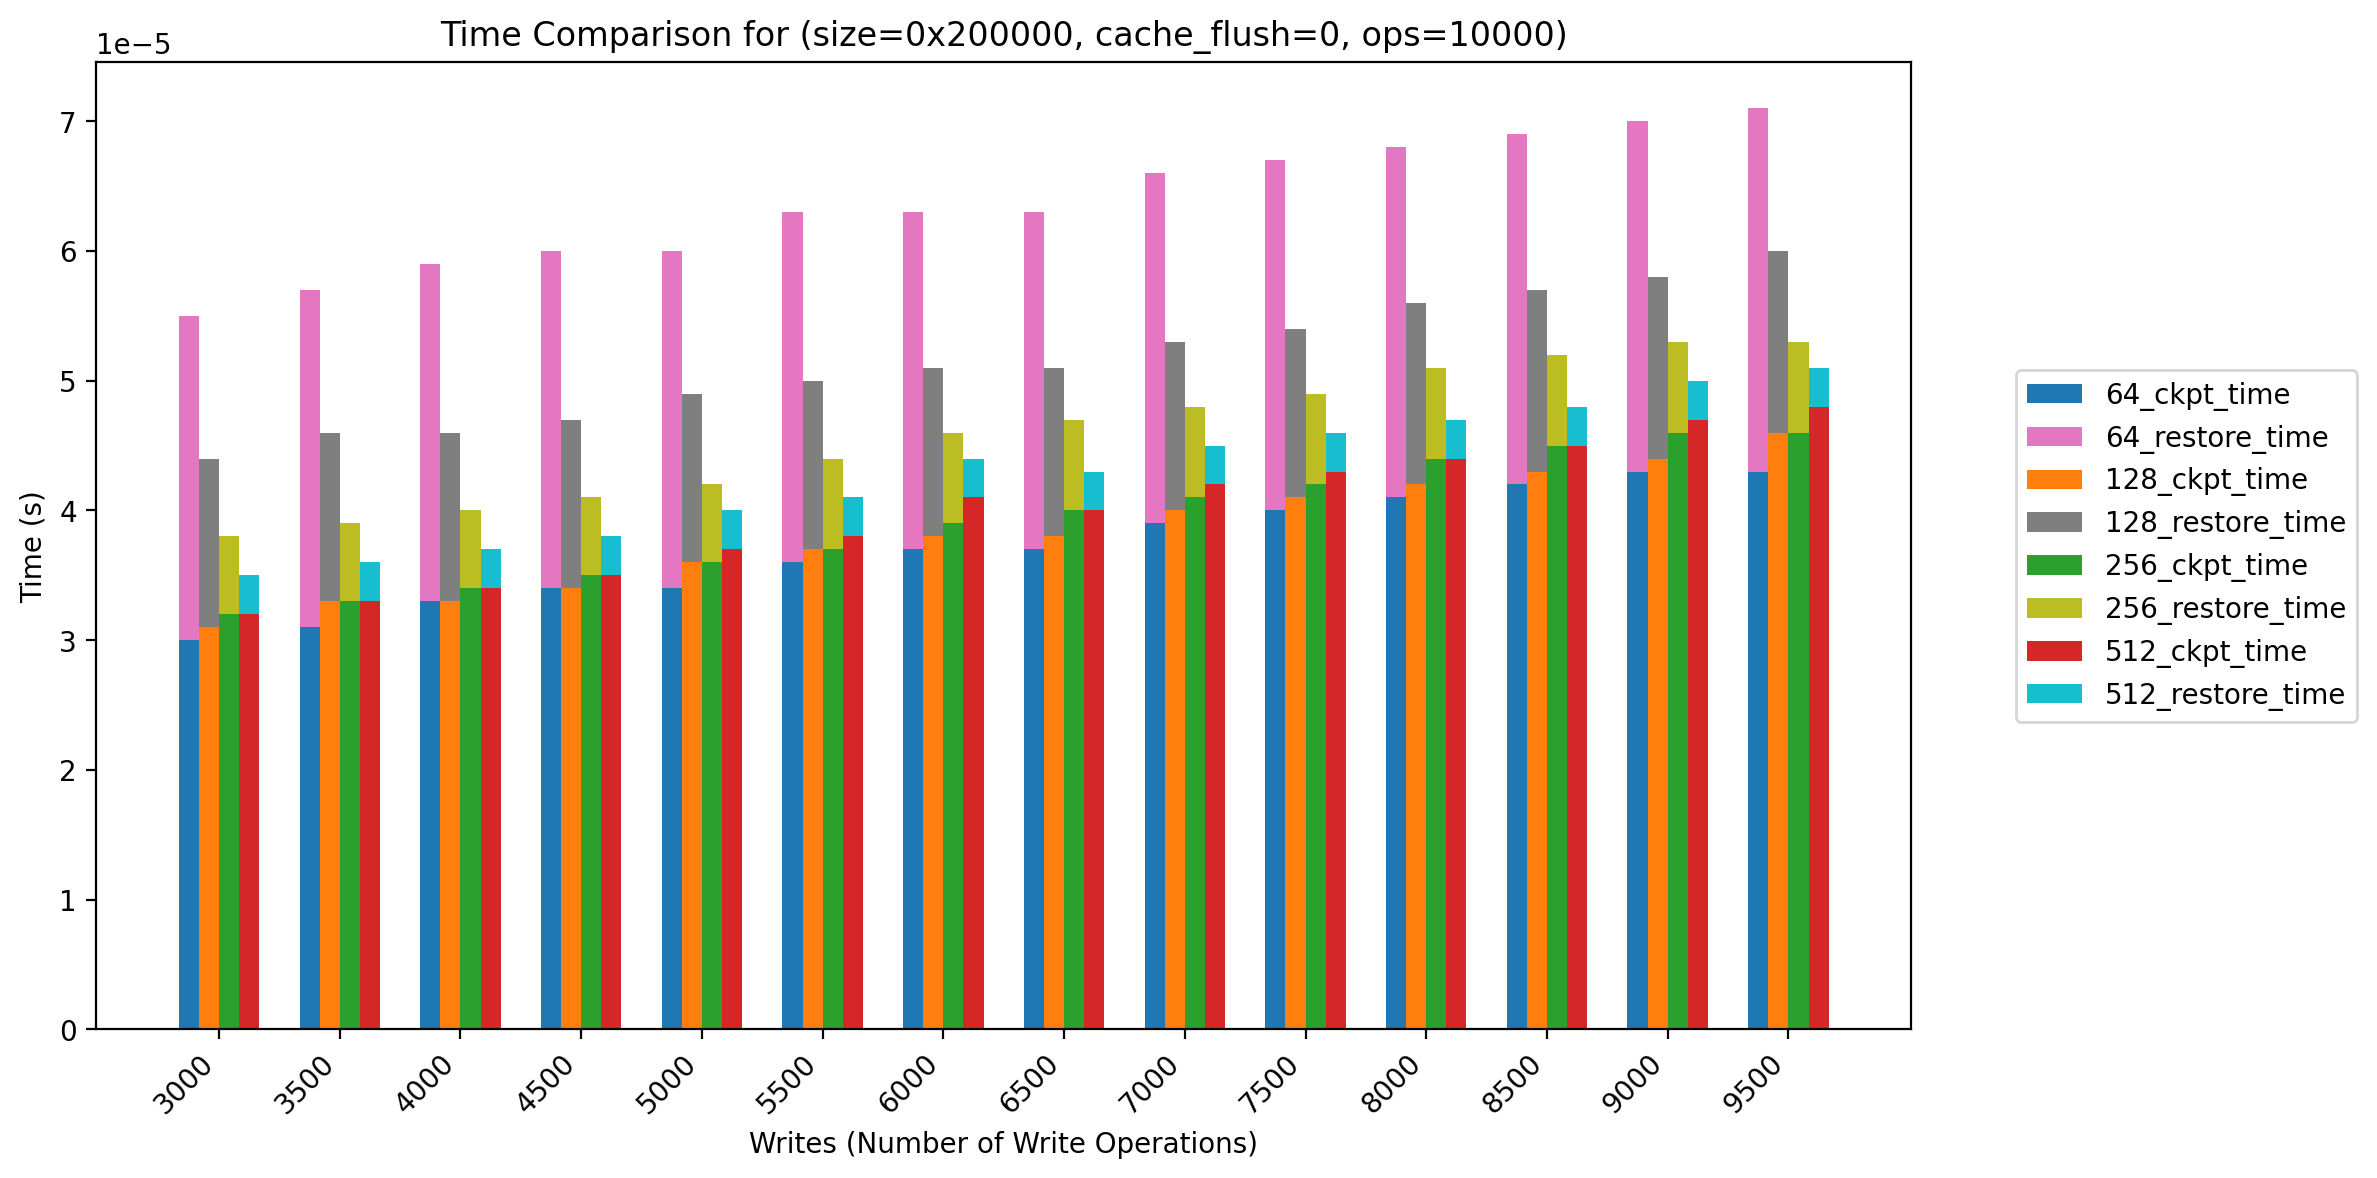 Time Comparison for (size=0x200000, cache_flush=0, ops=10000)
1e−5
7
6
5
4
3
2
1
0
Time (s)
3000
3500
4000
4500
5000
5500
6000
6500
7000
7500
8000
8500
9000
9500
Writes (Number of Write Operations)
64_ckpt_time
64_restore_time
128_ckpt_time
128_restore_time
256_ckpt_time
256_restore_time
512_ckpt_time
512_restore_time